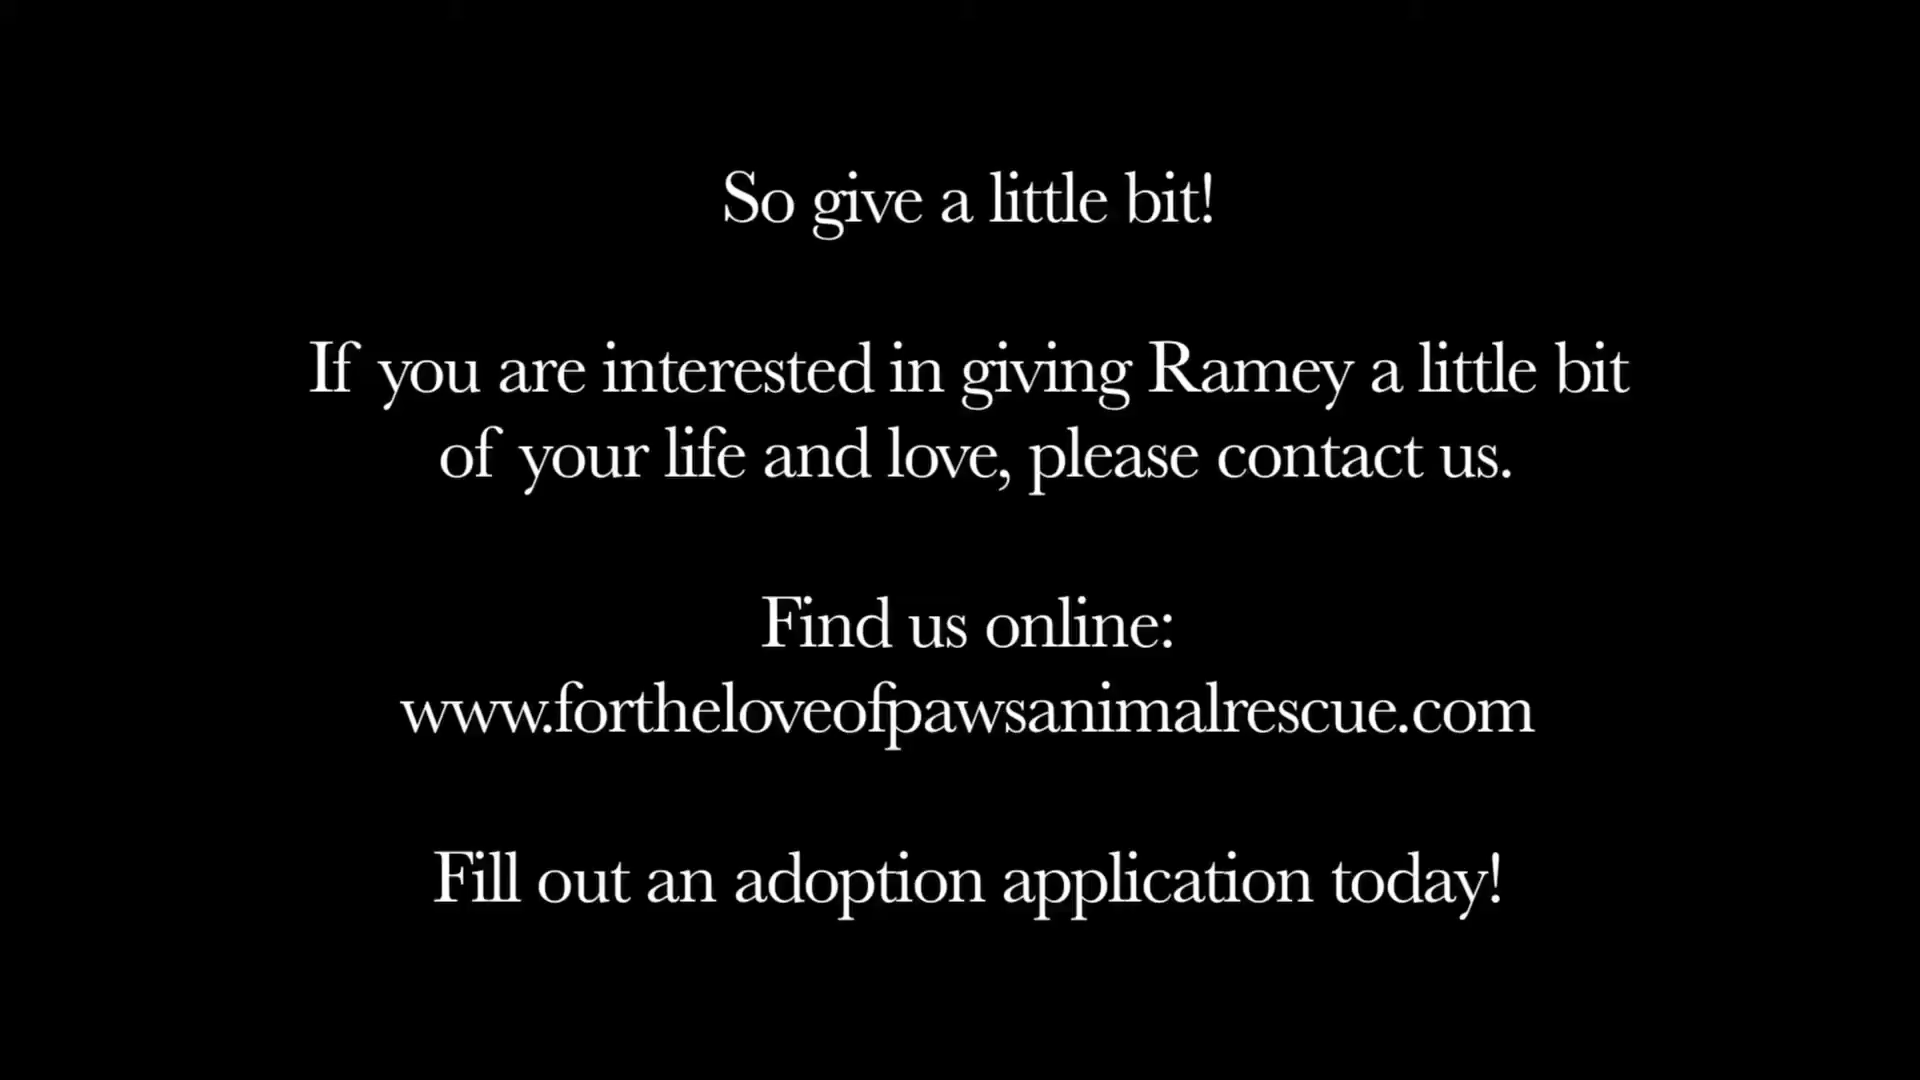 So give a little bit!
If you are interested in giving Ramey a little bit
of your life and love, please contact us.
Find us online:
www.fortheloveofpawsanimalrescue.com
Fill out an adoption application today!